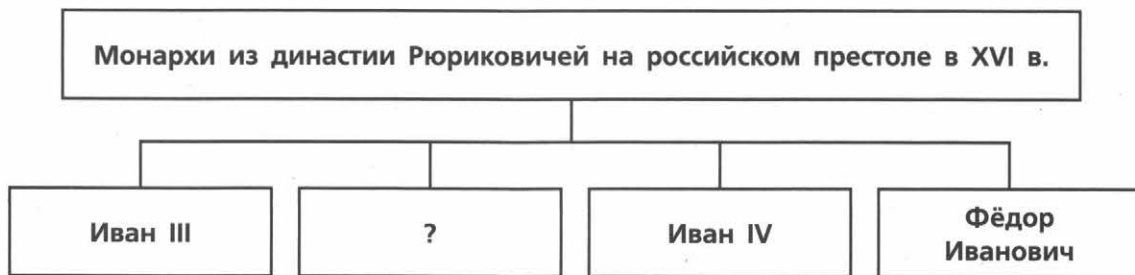 Монархи из династии Рюриковичей на российском престоле в XVI в.
Иван III
?
Иван IV
Фёдор
Иванович